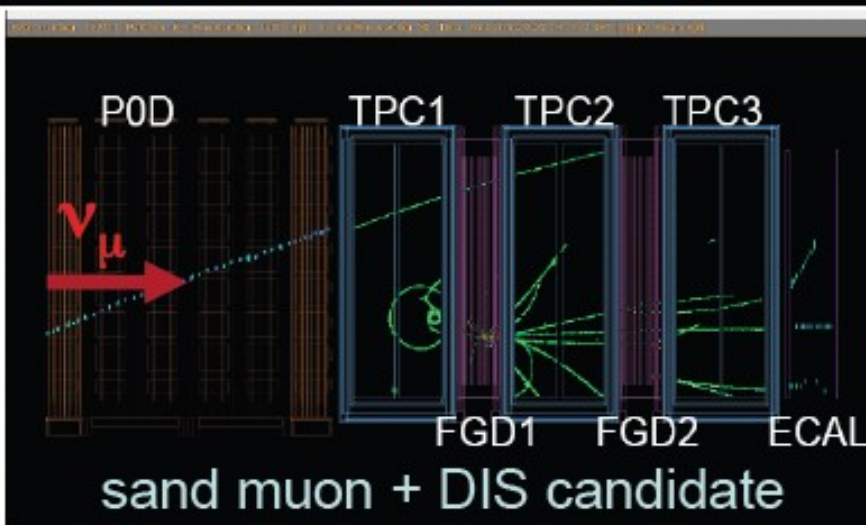 P0D TPC1 TPC2 TPC3
νμ
FGD1 FGD2 ECAL
sand muon + DIS candidate